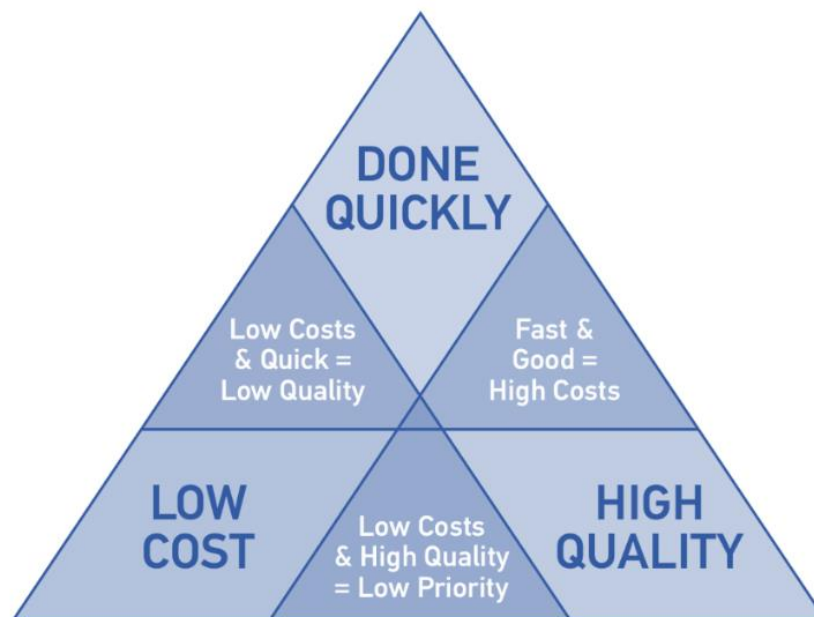 DONE
QUICKLY
Low Costs
& Quick =
Low Quality
Fast &
Good =
High Costs
LOW
COST
Low Costs
& High Quality
= Low Priority
HIGH
QUALITY